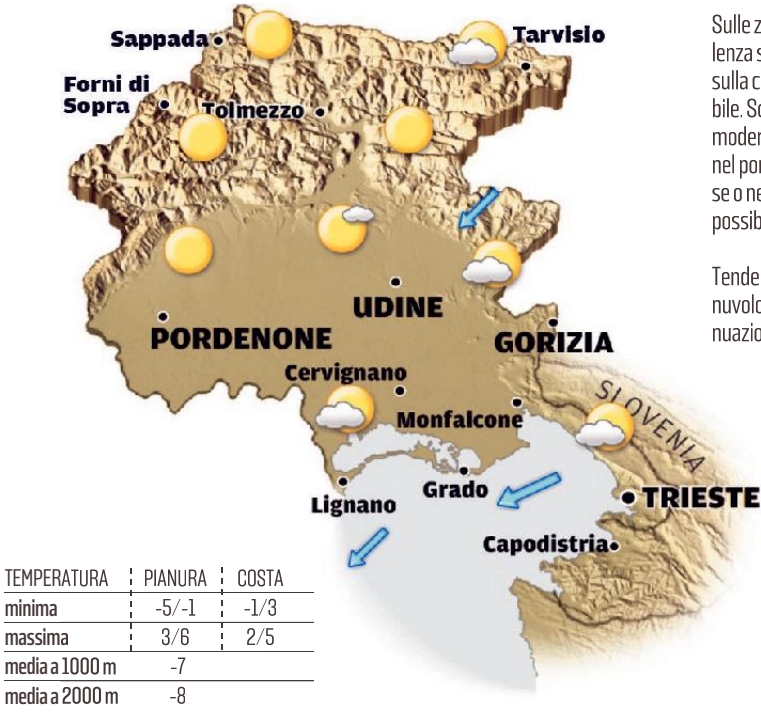 Sappada
Tarvisio
Forni di
Sopra
Tolmezzo
UDINE
PORDENONE
GORIZIA
Cervignano
Monfalcone
SLOVENIA
Lignano
Grado
TRIESTE
Capodistria
TEMPERATURA PIANURA COSTA
minima -5/-1 -1/3
massima 3/6 2/5
media a 1000 m -7
media a 2000 m -8
Sulle z
lenza s
sulla c
bile. Sc
moder
nel por
se o ne
possib
Tende
nuvolo
nuazio